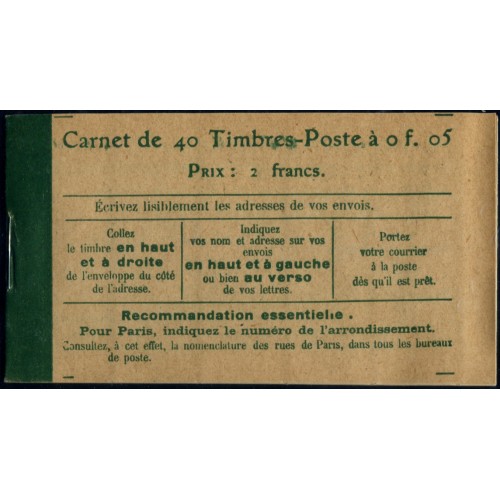 Carnet de 40 Timbres-Poste à 0 f. 05
Prix : 2 francs.
Écrivez lisiblement les adresses de vos envois.
Collez
le timbre en haut
et à droite
de l'enveloppe du côté
de l'adresse.
Indiquez
vos nom et adresse sur vos
envois
en haut et à gauche
ou bien au verso
de vos lettres.
Portez
votre courrier
à la poste
dès qu'il est prêt.
Recommandation essentielle.
Pour Paris, indiquez le numéro de l'arrondissement.
Consultez, à cet effet, la nomenclature des rues de Paris, dans tous les bureaux
de poste.